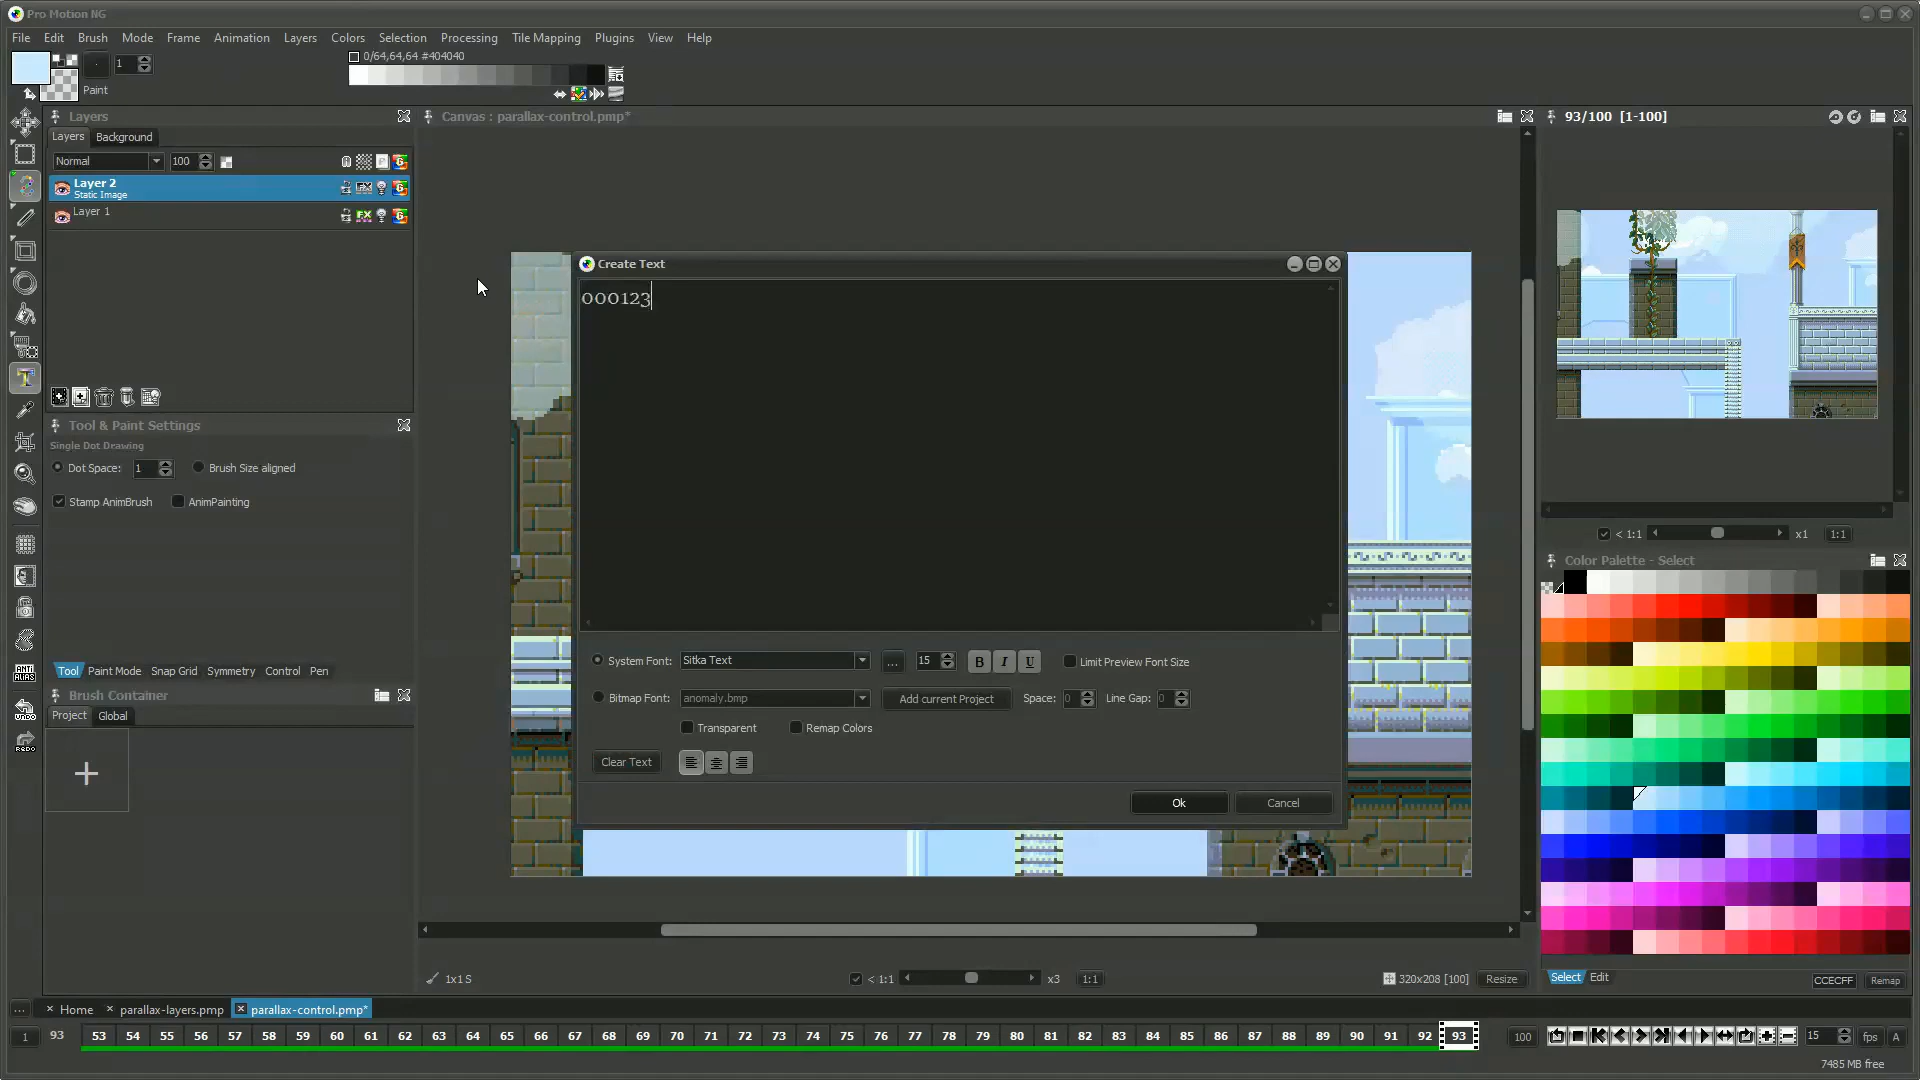 Pro Motion NG
File Edit Brush Mode Frame Animation Layers Colors Selection Processing Tile Mapping Plugins View Help
0/64,64,64 #404040
1
Paint
Layers
Layers Background
Normal 100
Layer 2
Static Image
Layer 1
Tool & Paint Settings
Single Dot Drawing
Dot Space: 1 Brush Size aligned
Stamp AnimBrush AnimPainting
Tool Paint Mode Snap Grid Symmetry Control Pen
Brush Container
Project Global
ANTI ALIAS
UNDO
REDO
Canvas : parallax-control.pmp*
Create Text
000123
System Font: Sitka Text ... 15 B I U Limit Preview Font Size
Bitmap Font: anomaly.bmp Add current Project Space: 0 Line Gap: 0
Transparent Remap Colors
Clear Text
Ok Cancel
1x1 S
< 1:1 x3 1:1
320x208 [100] Resize
93/100 [1-100]
< 1:1 x1 1:1
Color Palette - Select
Select Edit CCECFF Remap
... Home parallax-layers.pmp parallax-control.pmp*
1 93 53 54 55 56 57 58 59 60 61 62 63 64 65 66 67 68 69 70 71 72 73 74 75 76 77 78 79 80 81 82 83 84 85 86 87 88 89 90 91 92 93 100 15 fps A
7485 MB free